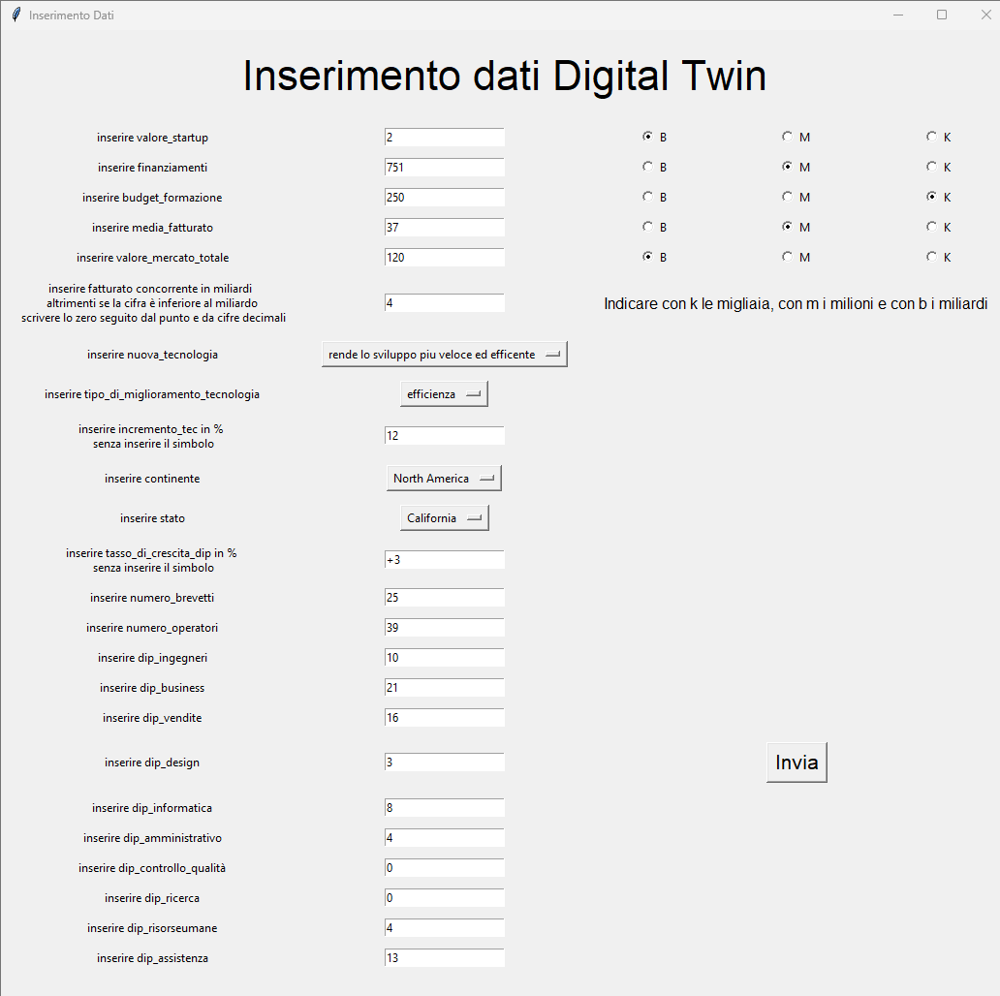 Inserimento Dati
Inserimento dati Digital Twin
inserire valore_startup 2 B M K
inserire finanziamenti 751 B M K
inserire budget_formazione 250 B M K
inserire media_fatturato 37 B M K
inserire valore_mercato_totale 120 B M K
inserire fatturato concorrente in miliardi
altrimenti se la cifra è inferiore al miliardo
scrivere lo zero seguito dal punto e da cifre decimali
4
Indicare con k le migliaia, con m i milioni e con b i miliardi
inserire nuova_tecnologia rende lo sviluppo piu veloce ed efficente
inserire tipo_di_miglioramento_tecnologia efficienza
inserire incremento_tec in %
senza inserire il simbolo
12
inserire continente North America
inserire stato California
inserire tasso_di_crescita_dip in %
senza inserire il simbolo
+3
inserire numero_brevetti 25
inserire numero_operatori 39
inserire dip_ingegneri 10
inserire dip_business 21
inserire dip_vendite 16
inserire dip_design 3 Invia
inserire dip_informatica 8
inserire dip_amministrativo 4
inserire dip_controllo_qualità 0
inserire dip_ricerca 0
inserire dip_risorseumane 4
inserire dip_assistenza 13